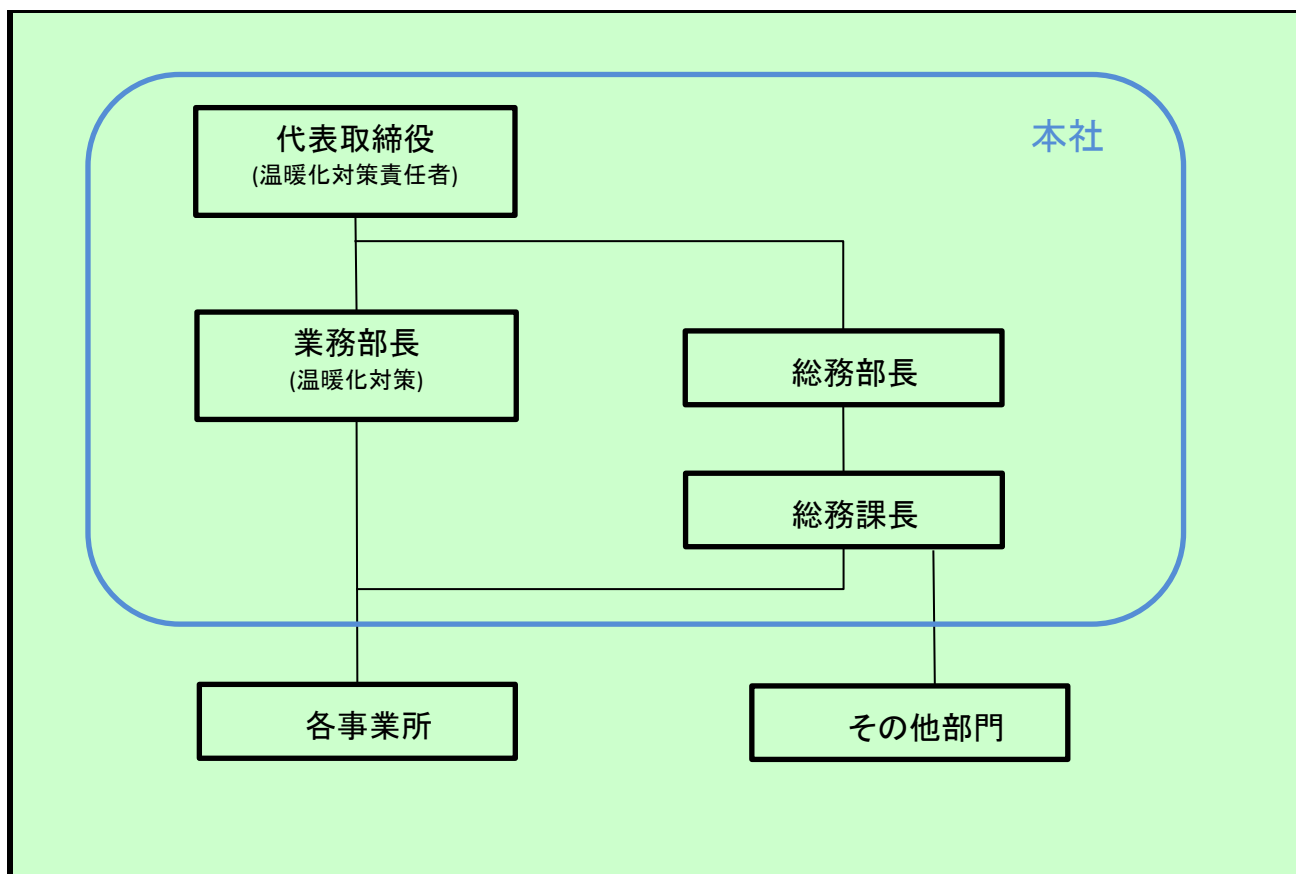 本社
代表取締役
(温暖化対策責任者)
業務部長
(温暖化対策)
総務部長
総務課長
各事業所
その他部門